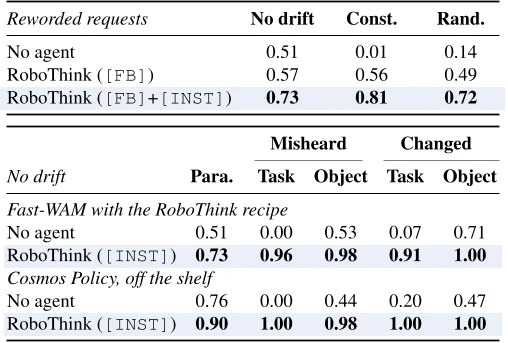 Reworded requests No drift Const. Rand.
No agent 0.51 0.01 0.14
RoboThink ([FB]) 0.57 0.56 0.49
RoboThink ([FB]+[INST]) 0.73 0.81 0.72
Misheard Changed
No drift Para. Task Object Task Object
Fast-WAM with the RoboThink recipe
No agent 0.51 0.00 0.53 0.07 0.71
RoboThink ([INST]) 0.73 0.96 0.98 0.91 1.00
Cosmos Policy, off the shelf
No agent 0.76 0.00 0.44 0.20 0.47
RoboThink ([INST]) 0.90 1.00 0.98 1.00 1.00